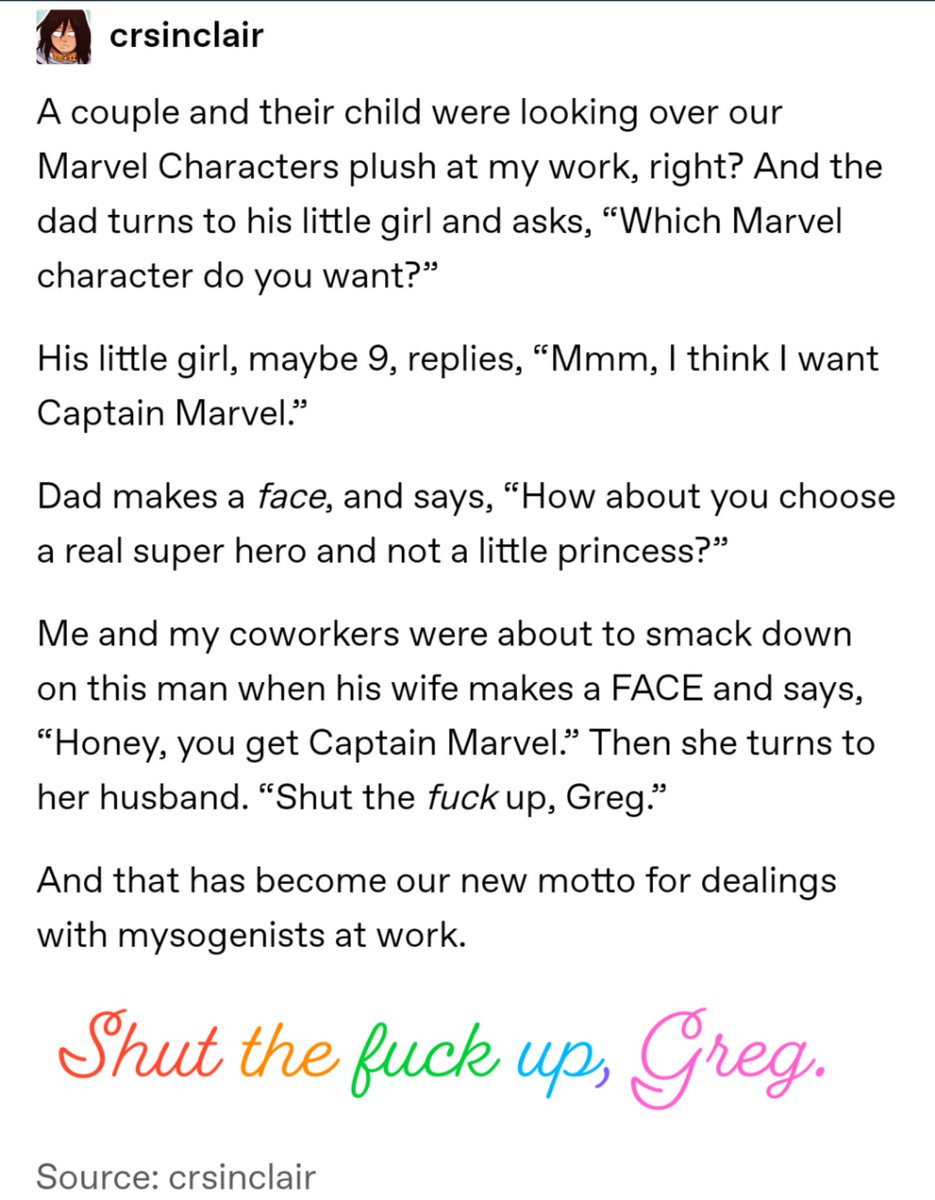 crsinclair
A couple and their child were looking over our
Marvel Characters plush at my work, right? And the
dad turns to his little girl and asks, “Which Marvel
character do you want?”
His little girl, maybe 9, replies, “Mmm, I think I want
Captain Marvel.”
Dad makes a face, and says, “How about you choose
a real super hero and not a little princess?”
Me and my coworkers were about to smack down
on this man when his wife makes a FACE and says,
“Honey, you get Captain Marvel.” Then she turns to
her husband. “Shut the fuck up, Greg.”
And that has become our new motto for dealings
with mysogenists at work.
Shut the fuck up, Greg.
Source: crsinclair